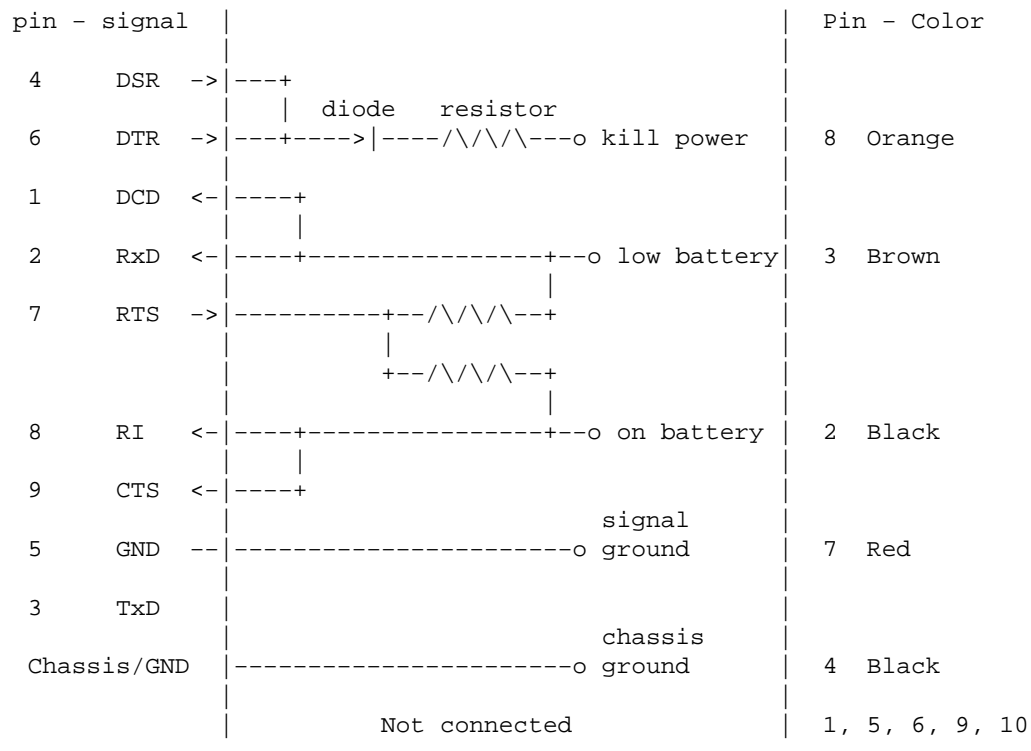 pin - signal | | Pin - Color
| |
4 DSR ->|---+ |
| | diode resistor |
6 DTR ->|---+---->|----/\/\/\---o kill power | 8 Orange
| |
1 DCD <-|----+ |
| | |
2 RxD <-|----+----------------+--o low battery| 3 Brown
| | |
7 RTS ->|----------+--/\/\/\--+ |
| | |
| +--/\/\/\--+ |
| | |
8 RI <-|----+----------------+--o on battery | 2 Black
| | |
9 CTS <-|----+ |
| signal |
5 GND --|-----------------------o ground | 7 Red
| |
3 TxD | |
| chassis |
Chassis/GND |-----------------------o ground | 4 Black
| |
| Not connected | 1, 5, 6, 9, 10